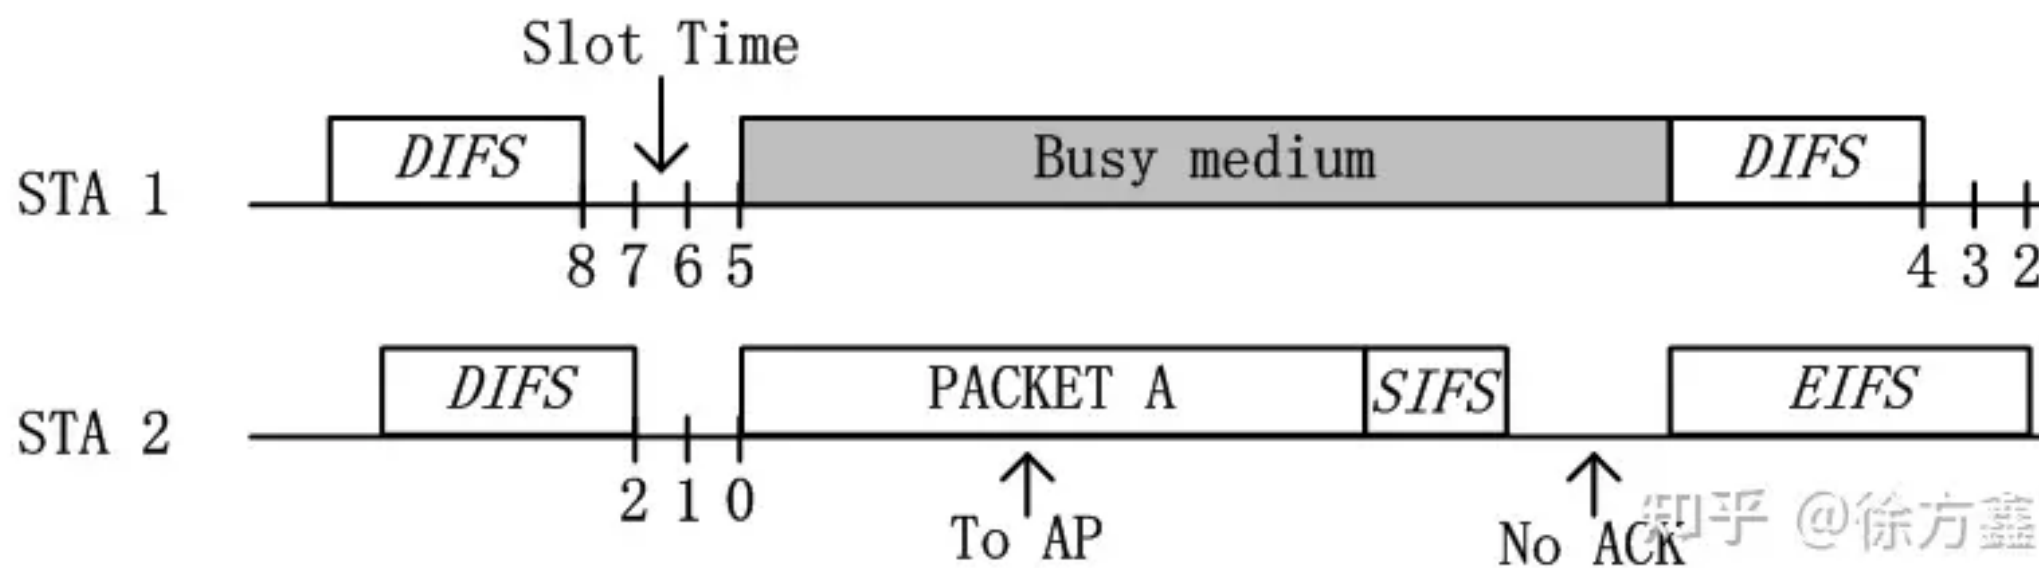 Slot Time
DIFS
Busy medium
DIFS
STA 1
8 7 6 5
4 3 2
DIFS
PACKET A
SIFS
EIFS
STA 2
2 1 0
To AP
No ACK
知乎 @徐方鑫